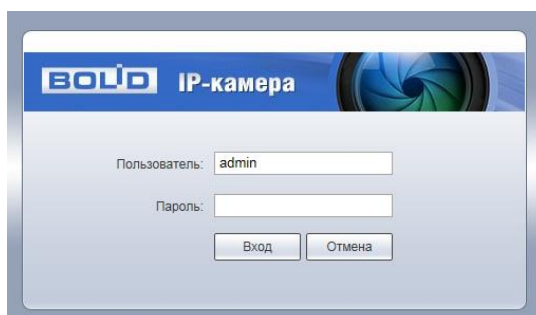 BOLID IP-камера
Пользователь: admin
Пароль:
Вход Отмена